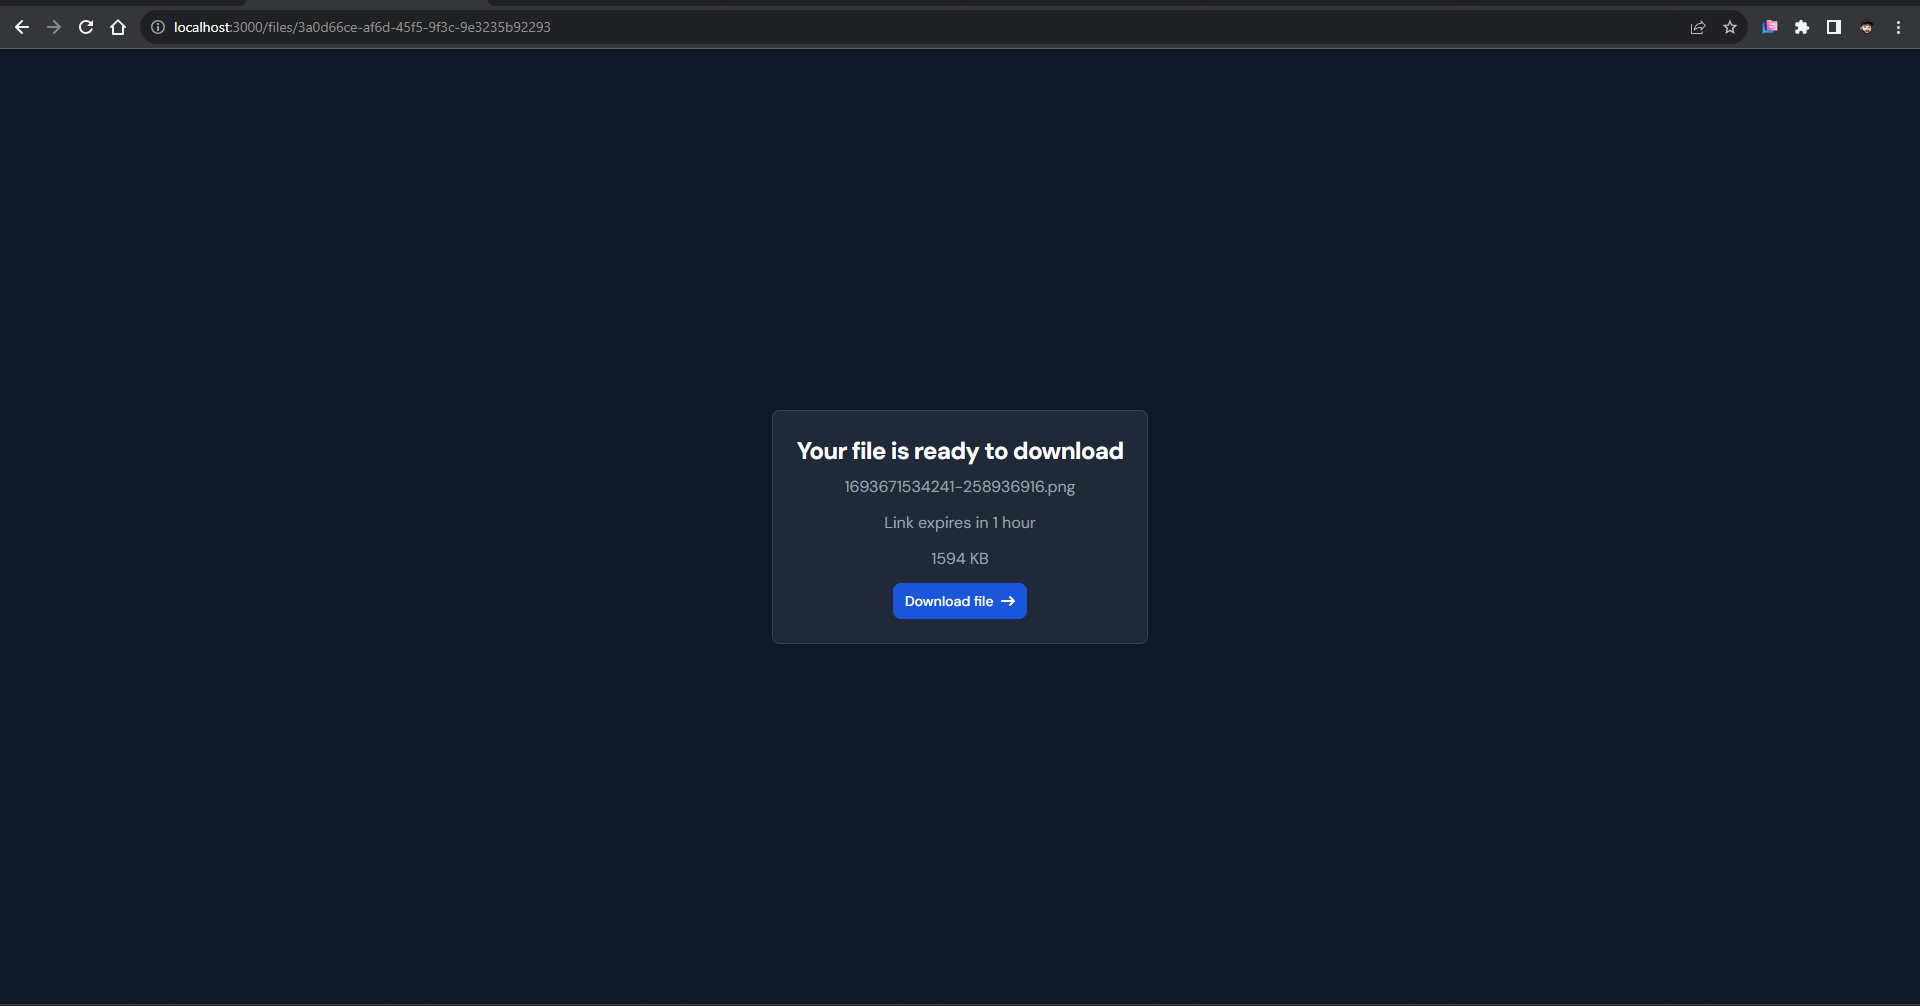 localhost:3000/files/3a0d66ce-af6d-45f5-9f3c-9e3235b92293
Your file is ready to download
1693671534241-258936916.png
Link expires in 1 hour
1594 KB
Download file